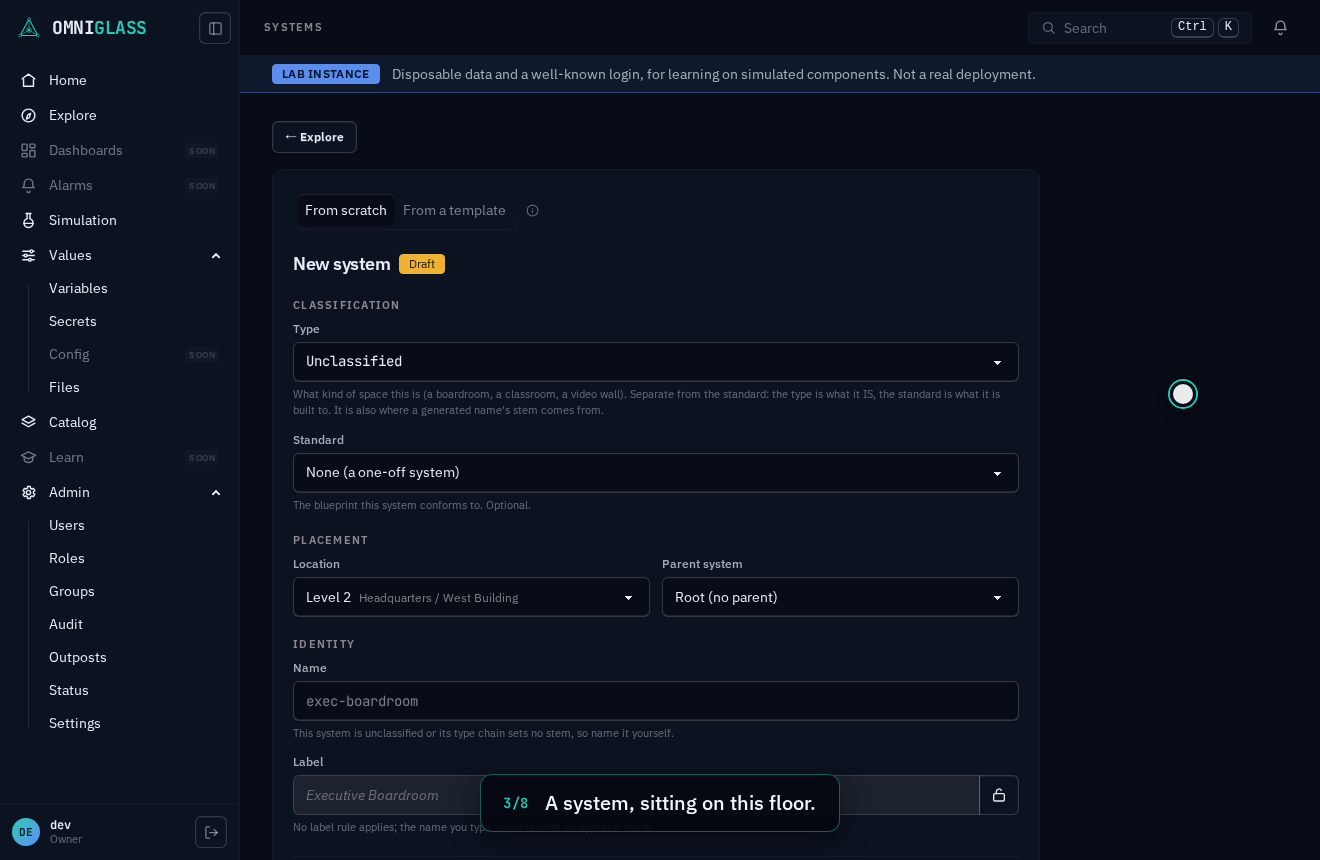 OMNIGLASS
SYSTEMS
Search
Ctrl K
LAB INSTANCE Disposable data and a well-known login, for learning on simulated components. Not a real deployment.
Home
Explore
Dashboards SOON
Alarms SOON
Simulation
Values
Variables
Secrets
Config SOON
Files
Catalog
Learn SOON
Admin
Users
Roles
Groups
Audit
Outposts
Status
Settings
DE dev
Owner
← Explore
From scratch From a template
New system Draft
CLASSIFICATION
Type
Unclassified
What kind of space this is (a boardroom, a classroom, a video wall). Separate from the standard: the type is what it IS, the standard is what it is
built to. It is also where a generated name's stem comes from.
Standard
None (a one-off system)
The blueprint this system conforms to. Optional.
PLACEMENT
Location Parent system
Level 2 Headquarters / West Building Root (no parent)
IDENTITY
Name
exec-boardroom
This system is unclassified or its type chain sets no stem, so name it yourself.
Label
Executive Boardroom
No label rule applies; the name you
3/8 A system, sitting on this floor.